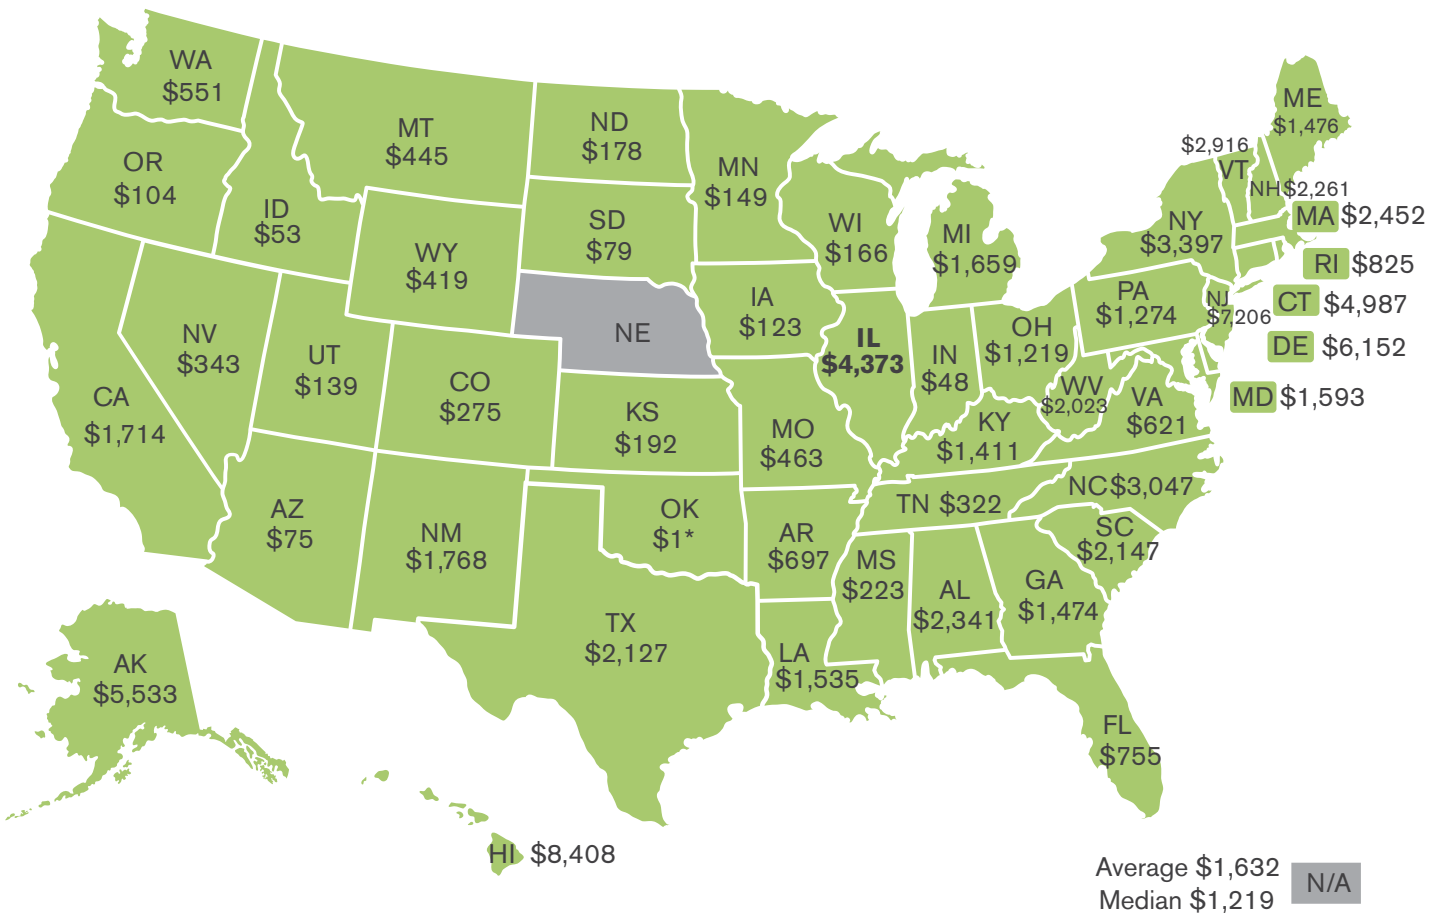 WA
$551
OR
$104
ID
$53
MT
$445
ND
$178
SD
$79
WY
$419
NE
MN
$149
WI
$166
MI
$1,659
IA
$123
IL
$4,373
IN
$48
OH
$1,219
PA
$1,274
NY
$3,397
$2,916
VT
NH $2,261
ME
$1,476
MA $2,452
RI $825
CT $4,987
NJ
$7,206
DE $6,152
MD $1,593
NV
$343
UT
$139
CO
$275
KS
$192
MO
$463
KY
$1,411
WV
$2,023
VA
$621
CA
$1,714
AZ
$75
NM
$1,768
OK
$1*
AR
$697
TN $322
NC $3,047
SC
$2,147
MS
$223
AL
$2,341
GA
$1,474
TX
$2,127
LA
$1,535
FL
$755
AK
$5,533
HI $8,408
Average $1,632
Median $1,219
N/A